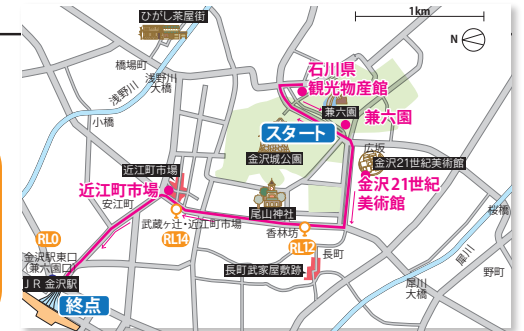 ひがし茶屋街
1km
N
橋場町
浅野川
浅野川
大橋
小橋
石川県
観光物産館
兼六園
兼六園
スタート
金沢城公園
広坂
金沢21世紀美術館
金沢21世紀
美術館
近江町市場
近江町市場
安江町
尾山神社
武蔵ヶ辻・近江町市場
RL14
香林坊
RL12
桜橋
犀川
野町
犀川
大橋
長町
長町武家屋敷跡
RL0
金沢駅東口
(兼六園口)
JR 金沢駅
終点